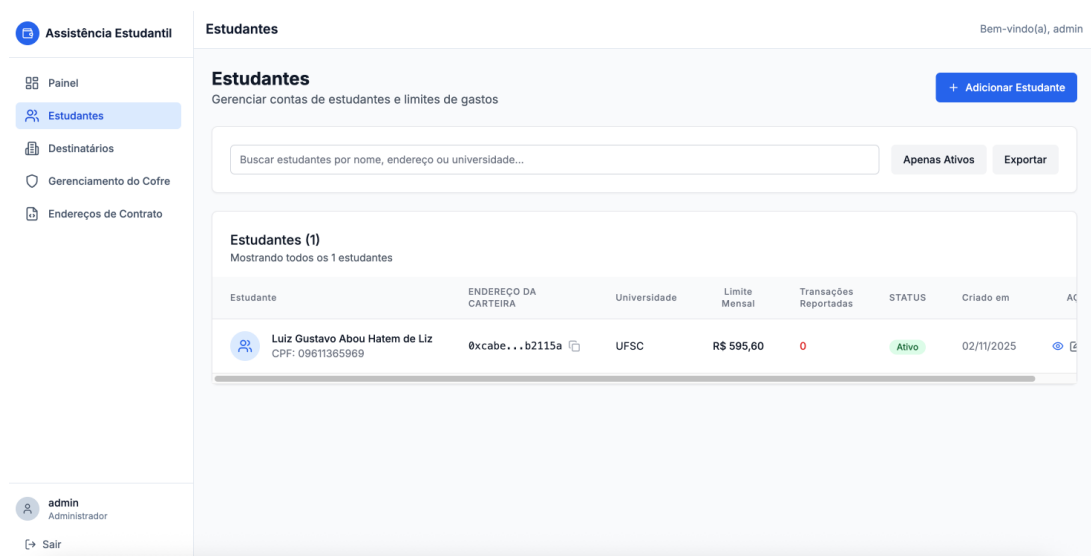 Assistência Estudantil
Estudantes
Bem-vindo(a), admin
Painel
Estudantes
Destinatários
Gerenciamento do Cofre
Endereços de Contrato
Estudantes
Gerenciar contas de estudantes e limites de gastos
+ Adicionar Estudante
Buscar estudantes por nome, endereço ou universidade...
Apenas Ativos
Exportar
Estudantes (1)
Mostrando todos os 1 estudantes
Estudante
ENDEREÇO DA
CARTEIRA
Universidade
Limite
Mensal
Transações
Reportadas
STATUS
Criado em
Luiz Gustavo Abou Hatem de Liz
CPF: 09611365969
0xcabe...b2115a
UFSC
R$ 595,60
0
Ativo
02/11/2025
admin
Administrador
Sair